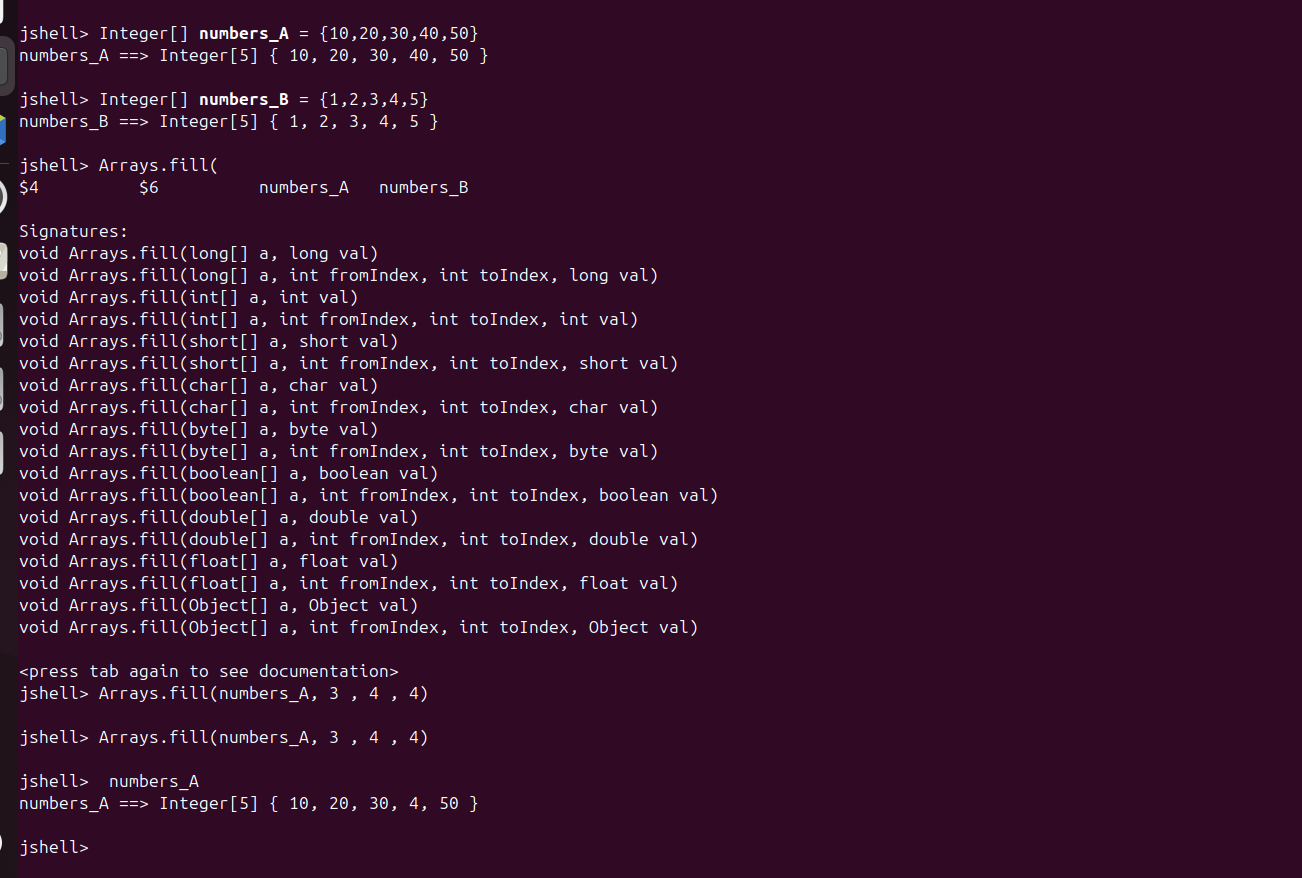 jshell> Integer[] numbers_A = {10,20,30,40,50}
numbers_A ==> Integer[5] { 10, 20, 30, 40, 50 }
jshell> Integer[] numbers_B = {1,2,3,4,5}
numbers_B ==> Integer[5] { 1, 2, 3, 4, 5 }
jshell> Arrays.fill(
$4          $6          numbers_A   numbers_B
Signatures:
void Arrays.fill(long[] a, long val)
void Arrays.fill(long[] a, int fromIndex, int toIndex, long val)
void Arrays.fill(int[] a, int val)
void Arrays.fill(int[] a, int fromIndex, int toIndex, int val)
void Arrays.fill(short[] a, short val)
void Arrays.fill(short[] a, int fromIndex, int toIndex, short val)
void Arrays.fill(char[] a, char val)
void Arrays.fill(char[] a, int fromIndex, int toIndex, char val)
void Arrays.fill(byte[] a, byte val)
void Arrays.fill(byte[] a, int fromIndex, int toIndex, byte val)
void Arrays.fill(boolean[] a, boolean val)
void Arrays.fill(boolean[] a, int fromIndex, int toIndex, boolean val)
void Arrays.fill(double[] a, double val)
void Arrays.fill(double[] a, int fromIndex, int toIndex, double val)
void Arrays.fill(float[] a, float val)
void Arrays.fill(float[] a, int fromIndex, int toIndex, float val)
void Arrays.fill(Object[] a, Object val)
void Arrays.fill(Object[] a, int fromIndex, int toIndex, Object val)
<press tab again to see documentation>
jshell> Arrays.fill(numbers_A, 3 , 4 , 4)
jshell> Arrays.fill(numbers_A, 3 , 4 , 4)
jshell>  numbers_A
numbers_A ==> Integer[5] { 10, 20, 30, 4, 50 }
jshell>